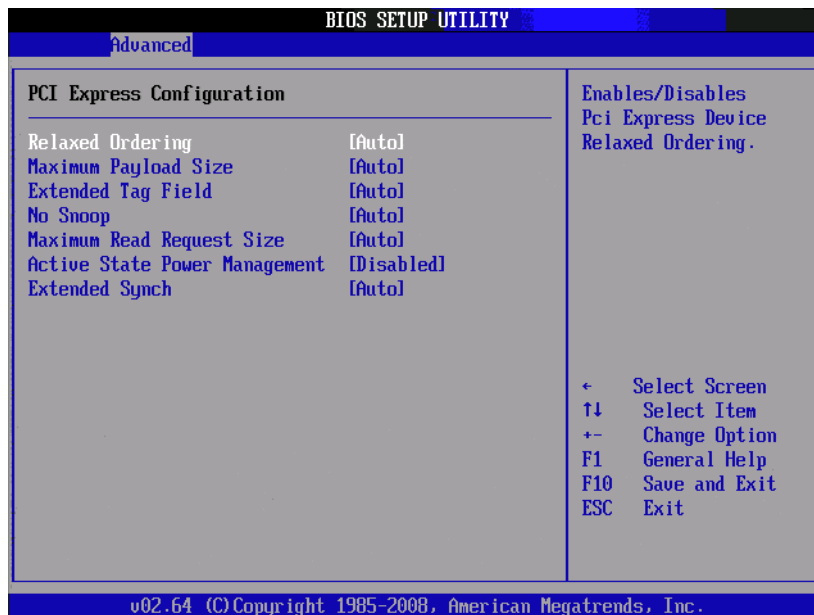 BIOS SETUP UTILITY
Advanced
PCI Express Configuration
Relaxed Ordering [Auto]
Maximum Payload Size [Auto]
Extended Tag Field [Auto]
No Snoop [Auto]
Maximum Read Request Size [Auto]
Active State Power Management [Disabled]
Extended Synch [Auto]
Enables/Disables
Pci Express Device
Relaxed Ordering.
← Select Screen
↑↓ Select Item
+- Change Option
F1 General Help
F10 Save and Exit
ESC Exit
v02.64 (C)Copyright 1985-2008, American Megatrends, Inc.